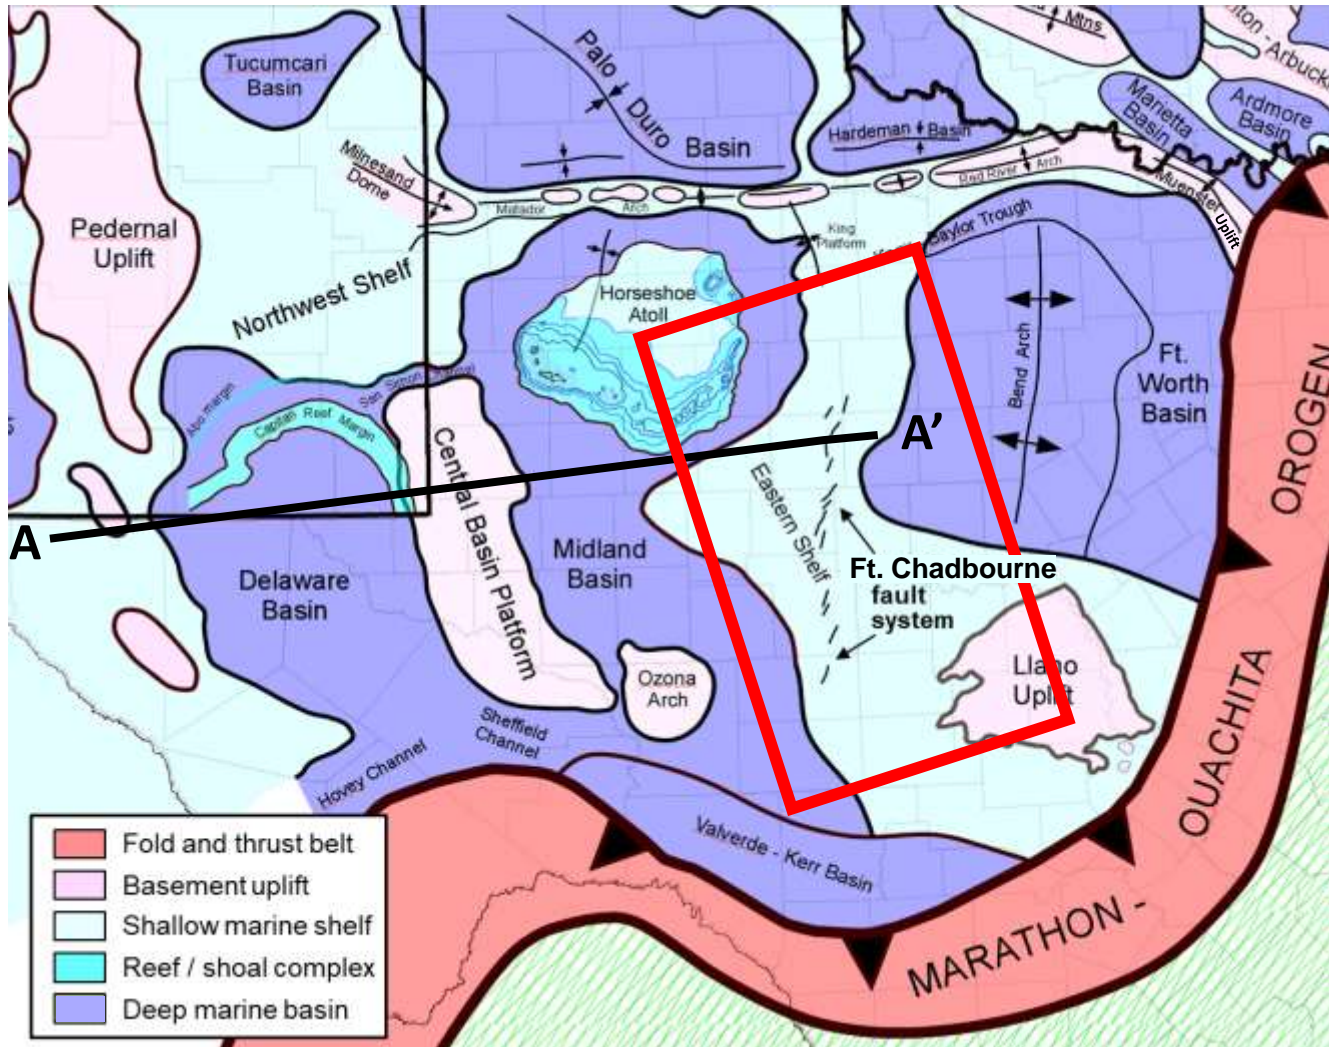 Mtns
Arbuckle
Tucumcari
Basin
Palo
Duro
Basin
Hardeman
Basin
Marietta
Basin
Ardmore
Basin
Milnesand
Dome
Matador
Arch
Red River
Arch
Muenster
Uplift
Pedernal
Uplift
King
Platform
Baylor Trough
Northwest Shelf
Horseshoe
Atoll
Bend Arch
Ft.
Worth
Basin
Abo margin
Capitan Reef Margin
San Simon Channel
Central Basin Platform
A
A’
Eastern Shelf
Midland
Basin
Delaware
Basin
Ft. Chadbourne
fault
system
Llano
Uplift
Ozona
Arch
Sheffield
Channel
Hovey Channel
Valverde - Kerr Basin
MARATHON -
OUACHITA
OROGEN
Fold and thrust belt
Basement uplift
Shallow marine shelf
Reef / shoal complex
Deep marine basin